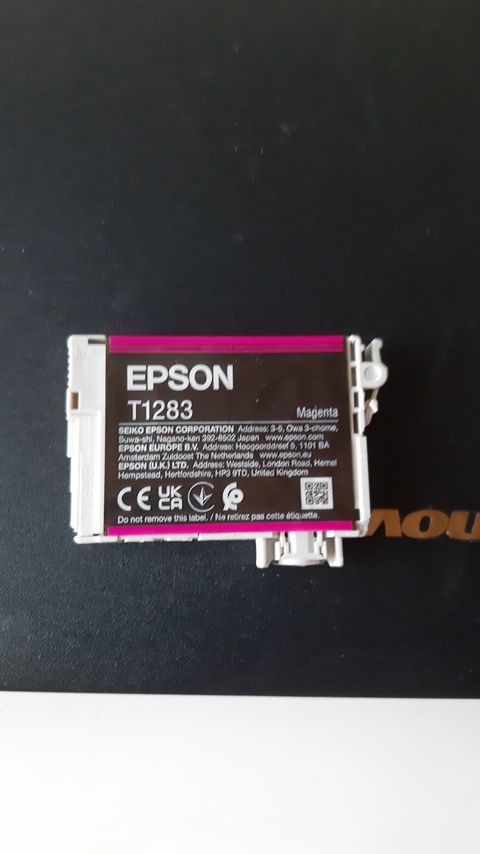 EPSON
T1283
Magenta
SEIKO EPSON CORPORATION Address: 3-5, Owa 3-chome,
Suwa-shi, Nagano-ken 392-8502 Japan www.epson.com
EPSON EUROPE B.V. Address: Hoogoorddreef 5, 1101 BA
Amsterdam Zuidoost The Netherlands www.epson.eu
EPSON (U.K.) LTD. Address: Westside, London Road, Hemel
Hempstead, Hertfordshire, HP3 9TD, United Kingdom
CE UK CA
Do not remove this label. / Ne retirez pas cette étiquette.